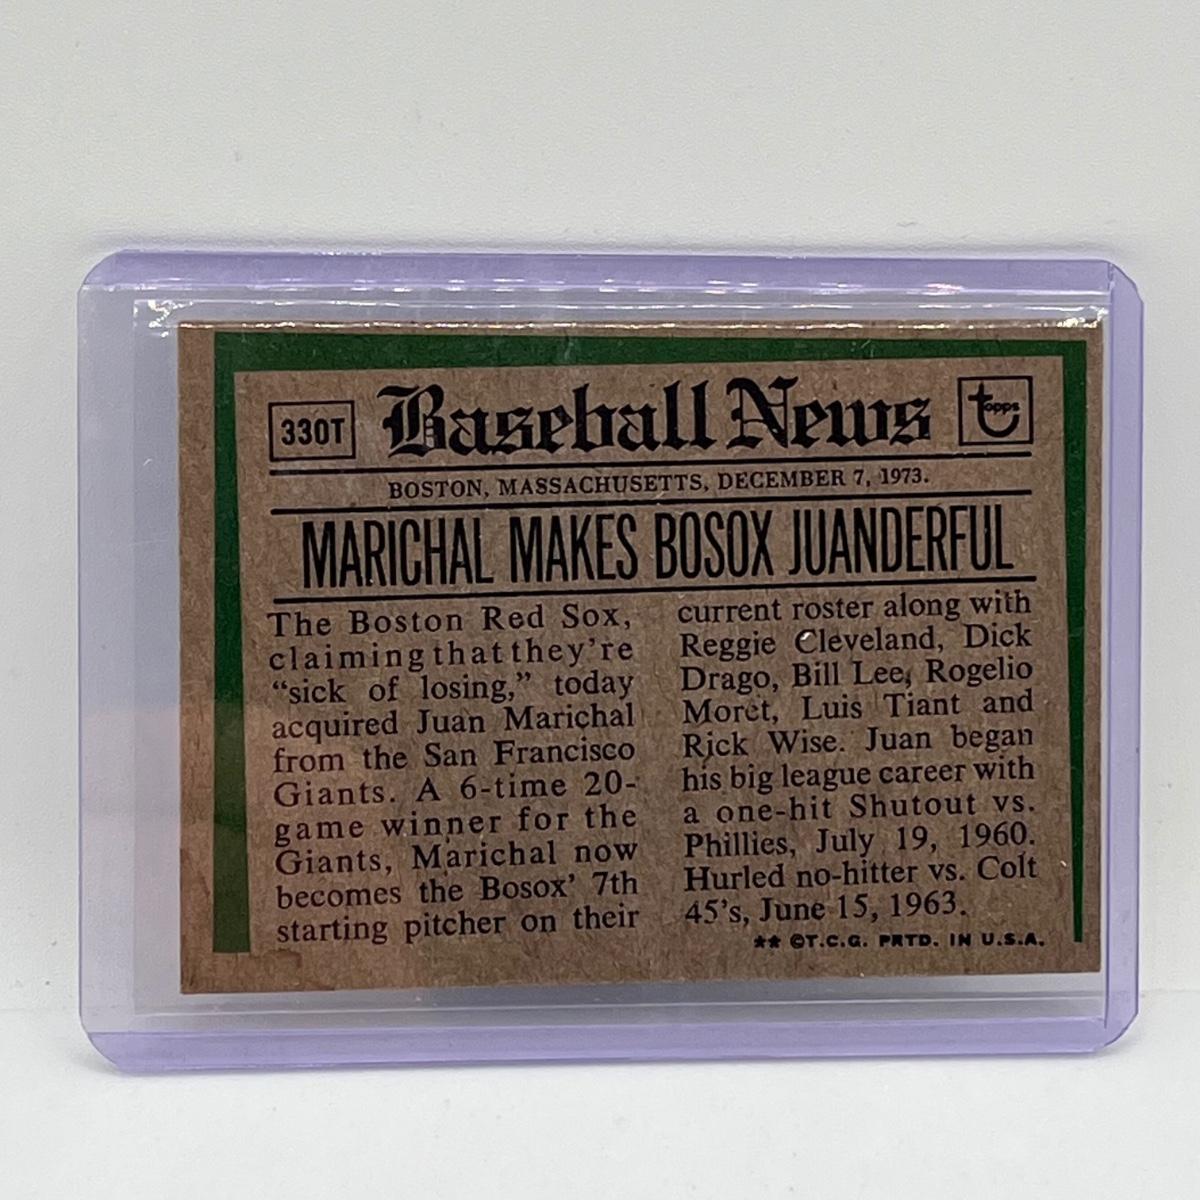 330T
Baseball News
topps
BOSTON, MASSACHUSETTS, DECEMBER 7, 1973.
MARICHAL MAKES BOSOX JUANDERFUL
The Boston Red Sox,
claiming that they're
"sick of losing," today
acquired Juan Marichal
from the San Francisco
Giants. A 6-time 20-
game winner for the
Giants, Marichal now
becomes the Bosox' 7th
starting pitcher on their
current roster along with
Reggie Cleveland, Dick
Drago, Bill Lee, Rogelio
Moret, Luis Tiant and
Rick Wise. Juan began
his big league career with
a one-hit Shutout vs.
Phillies, July 19, 1960.
Hurled no-hitter vs. Colt
45's, June 15, 1963.
** ©T.C.G. PRTD. IN U.S.A.